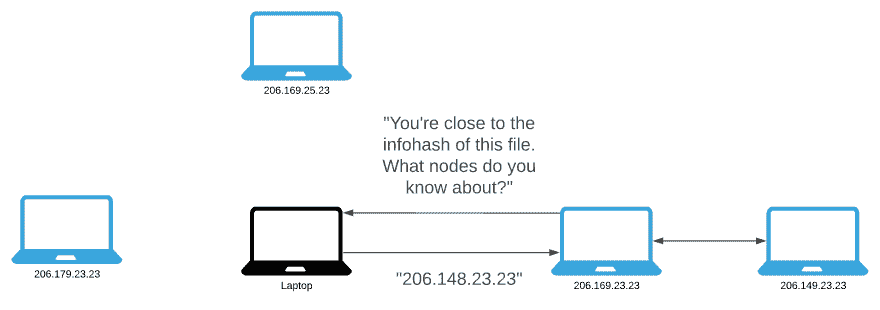 206.169.25.23
"You're close to the
infohash of this file.
What nodes do you
know about?"
206.179.23.23
Laptop
"206.148.23.23"
206.169.23.23
206.149.23.23